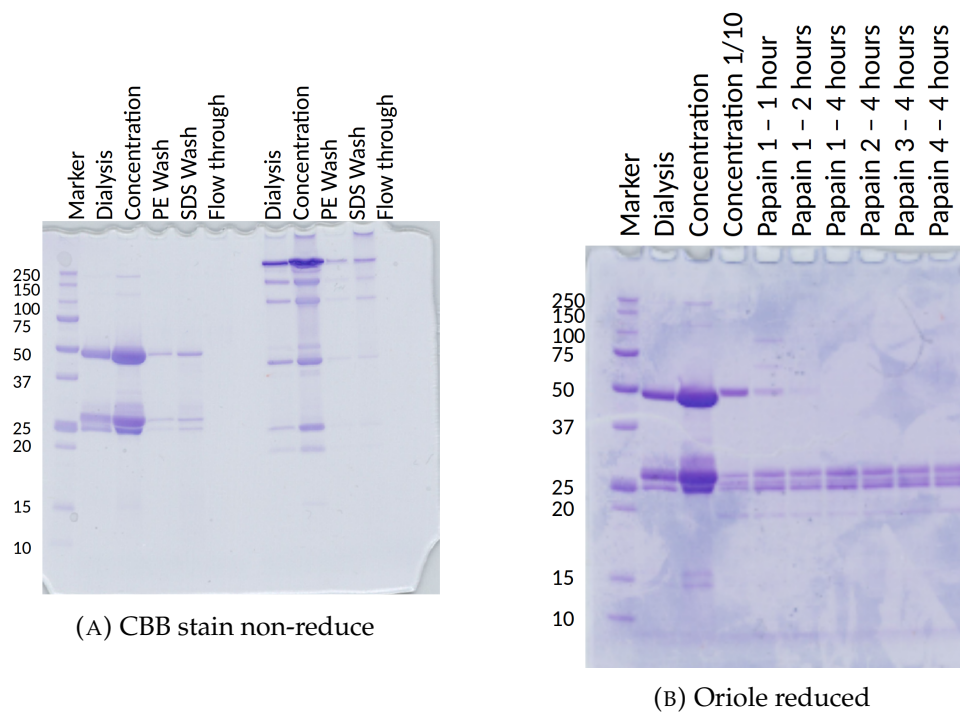 Marker
Dialysis
Concentration
PE Wash
SDS Wash
Flow through
Dialysis
Concentration
PE Wash
SDS Wash
Flow through
250
150
100
75
50
37
25
20
15
10
(A) CBB stain non-reduce
Marker
Dialysis
Concentration
Concentration 1/10
Papain 1 – 1 hour
Papain 1 – 2 hours
Papain 1 – 4 hours
Papain 2 – 4 hours
Papain 3 – 4 hours
Papain 4 – 4 hours
250
150
100
75
50
37
25
20
15
10
(B) Oriole reduced